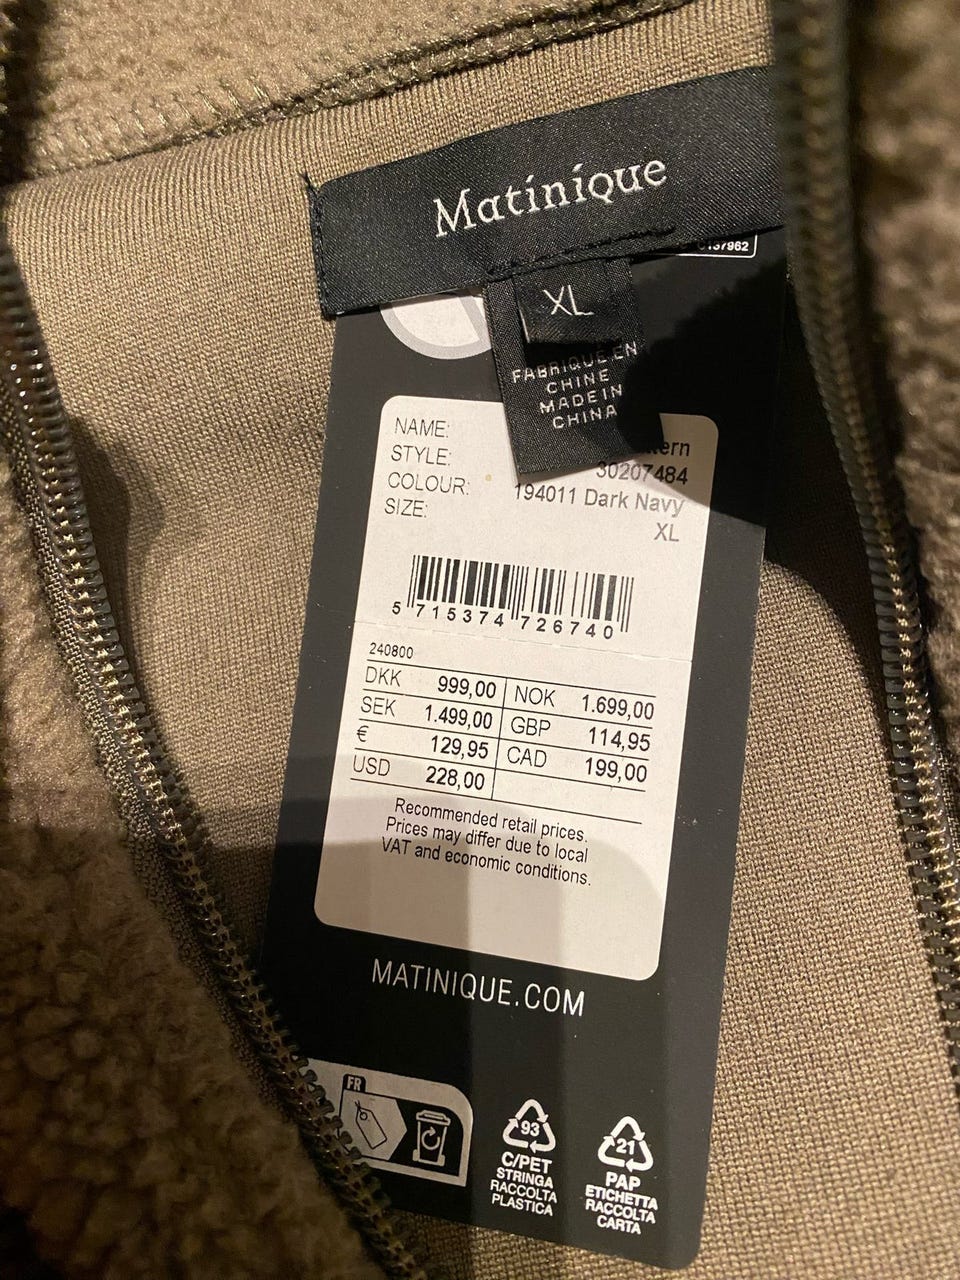 Matinique
C137962
XL
FABRIQUE EN
CHINE
MADE IN
CHINA
NAME:
STYLE: 30207484
COLOUR: 194011 Dark Navy
SIZE: XL
5 715374 726740
240800
DKK 999,00 NOK 1.699,00
SEK 1.499,00 GBP 114,95
€ 129,95 CAD 199,00
USD 228,00
Recommended retail prices.
Prices may differ due to local
VAT and economic conditions.
MATINIQUE.COM
FR
93
C/PET
STRINGA
RACCOLTA
PLASTICA
21
PAP
ETICHETTA
RACCOLTA
CARTA